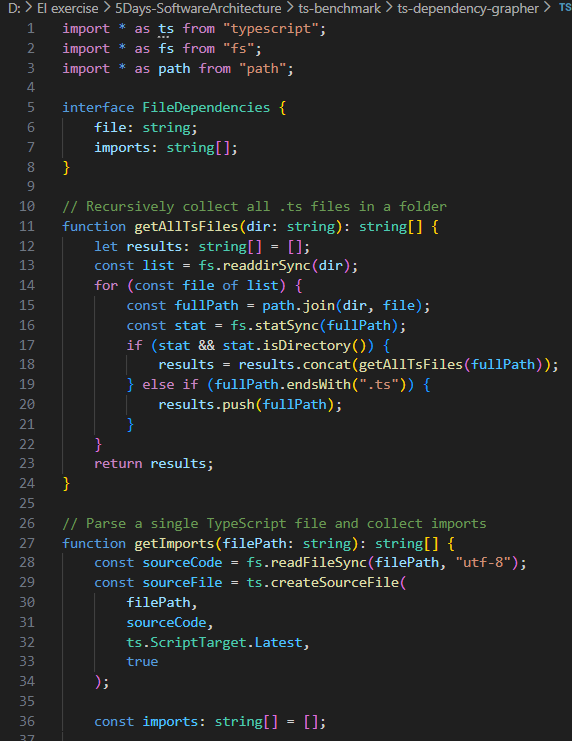 D: > EI exercise > 5Days-SoftwareArchitecture > ts-benchmark > ts-dependency-grapher > TS
1 import * as ts from "typescript";
2 import * as fs from "fs";
3 import * as path from "path";
4
5 interface FileDependencies {
6     file: string;
7     imports: string[];
8 }
9
10 // Recursively collect all .ts files in a folder
11 function getAllTsFiles(dir: string): string[] {
12     let results: string[] = [];
13     const list = fs.readdirSync(dir);
14     for (const file of list) {
15         const fullPath = path.join(dir, file);
16         const stat = fs.statSync(fullPath);
17         if (stat && stat.isDirectory()) {
18             results = results.concat(getAllTsFiles(fullPath));
19         } else if (fullPath.endsWith(".ts")) {
20             results.push(fullPath);
21         }
22     }
23     return results;
24 }
25
26 // Parse a single TypeScript file and collect imports
27 function getImports(filePath: string): string[] {
28     const sourceCode = fs.readFileSync(filePath, "utf-8");
29     const sourceFile = ts.createSourceFile(
30         filePath,
31         sourceCode,
32         ts.ScriptTarget.Latest,
33         true
34     );
35
36     const imports: string[] = [];
37